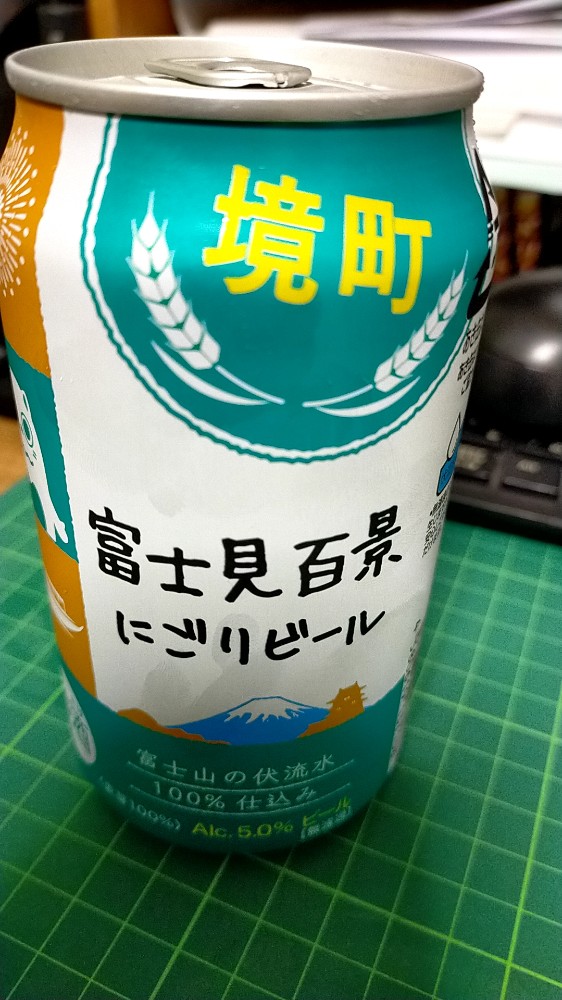 境町
富士見百景
にごりビール
富士山の伏流水
100%仕込み
Alc. 5.0% ビール